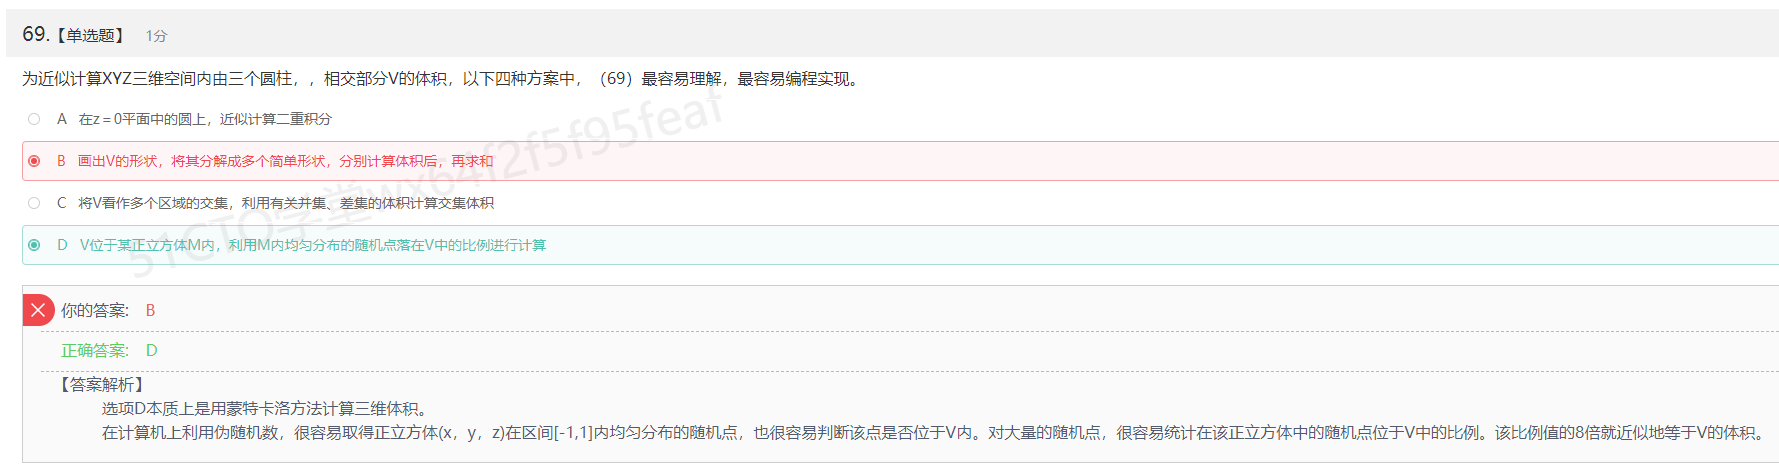 69.【单选题】 1分
为近似计算XYZ三维空间内由三个圆柱，，相交部分V的体积，以下四种方案中，（69）最容易理解，最容易编程实现。
A 在z＝0平面中的圆上，近似计算二重积分
B 画出V的形状，将其分解成多个简单形状，分别计算体积后，再求和
C 将V看作多个区域的交集，利用有关并集、差集的体积计算交集体积
D V位于某正立方体M内，利用M内均匀分布的随机点落在V中的比例进行计算
51CTO学堂wx64f2f5f95feaf
你的答案: B
正确答案: D
【答案解析】
选项D本质上是用蒙特卡洛方法计算三维体积。
在计算机上利用伪随机数，很容易取得正立方体(x，y，z)在区间[-1,1]内均匀分布的随机点，也很容易判断该点是否位于V内。对大量的随机点，很容易统计在该正立方体中的随机点位于V中的比例。该比例值的8倍就近似地等于V的体积。